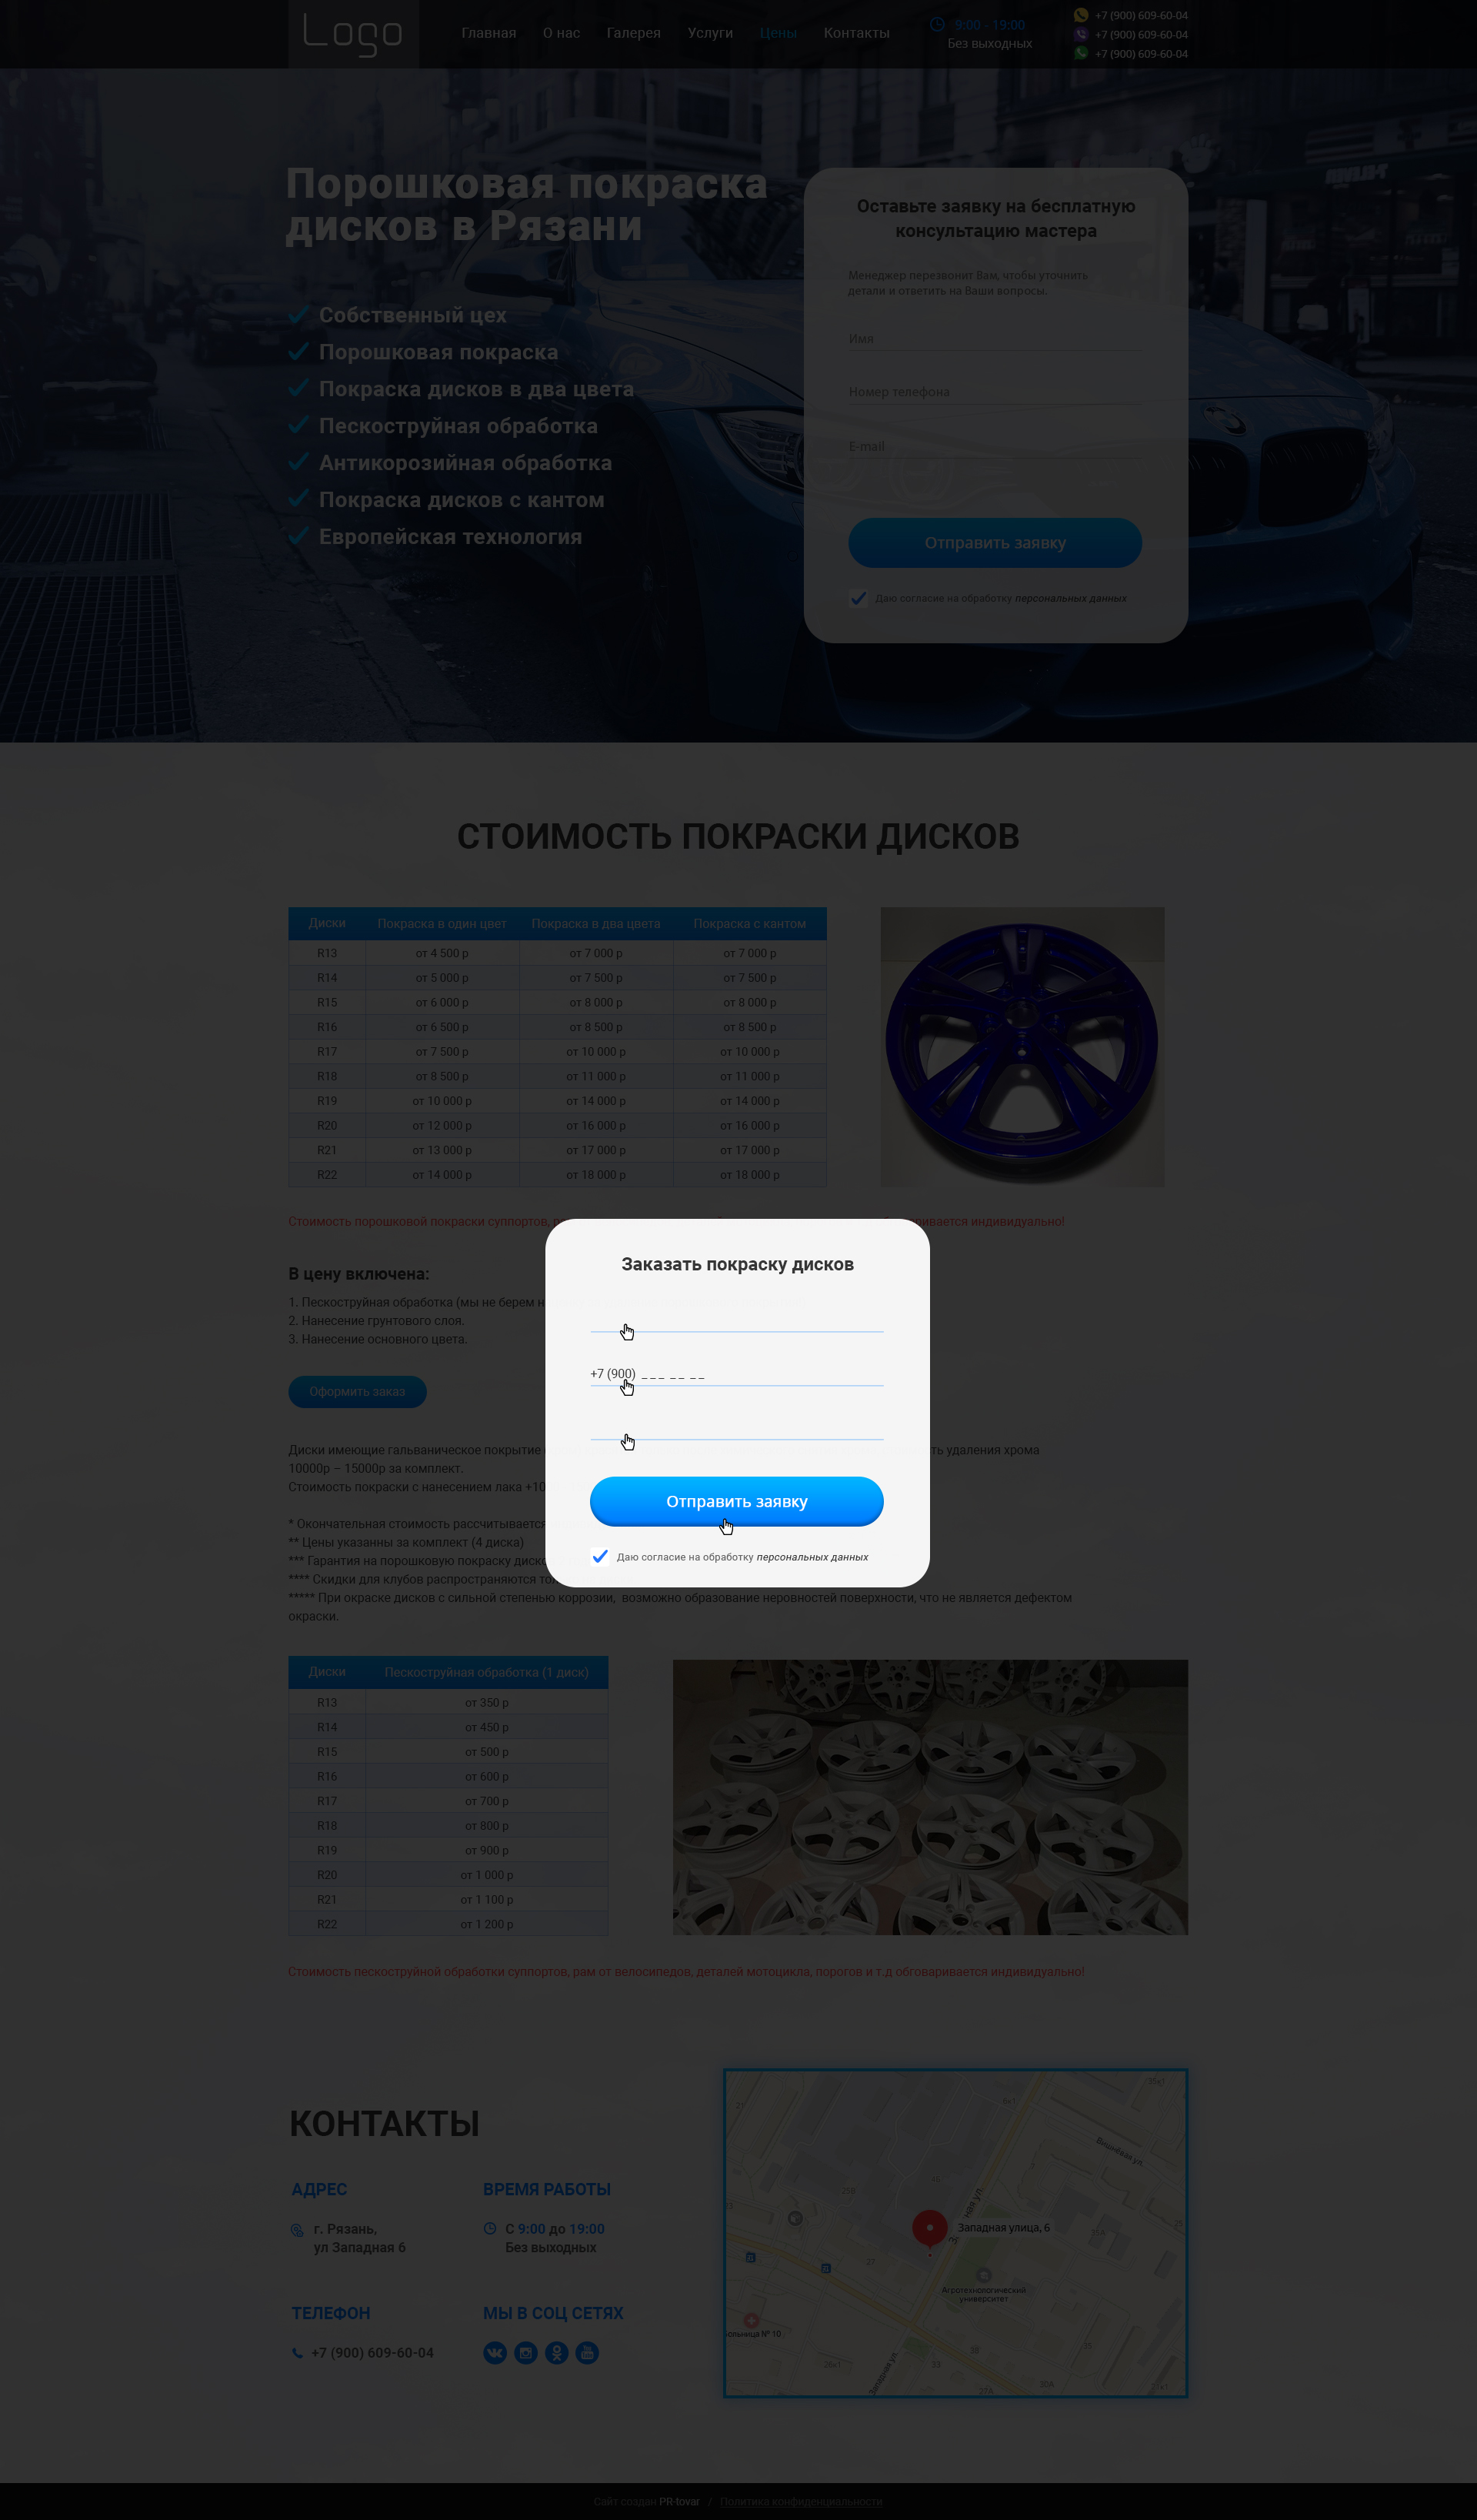 Logo
Главная О нас Галерея Услуги Цены Контакты
9:00 - 19:00
Без выходных
+7 (900) 609-60-04
+7 (900) 609-60-04
+7 (900) 609-60-04
Порошковая покраска
дисков в Рязани
Собственный цех
Порошковая покраска
Покраска дисков в два цвета
Пескоструйная обработка
Антикорозийная обработка
Покраска дисков с кантом
Европейская технология
Оставьте заявку на бесплатную
консультацию мастера
Менеджер перезвонит Вам, чтобы уточнить
детали и ответить на Ваши вопросы.
Имя
Номер телефона
E-mail
Отправить заявку
Даю согласие на обработку персональных данных
СТОИМОСТЬ ПОКРАСКИ ДИСКОВ
Диски Покраска в один цвет Покраска в два цвета Покраска с кантом
R13 от 4 500 р от 7 000 р от 7 000 р
R14 от 5 000 р от 7 500 р от 7 500 р
R15 от 6 000 р от 8 000 р от 8 000 р
R16 от 6 500 р от 8 500 р от 8 500 р
R17 от 7 500 р от 10 000 р от 10 000 р
R18 от 8 500 р от 11 000 р от 11 000 р
R19 от 10 000 р от 14 000 р от 14 000 р
R20 от 12 000 р от 16 000 р от 16 000 р
R21 от 13 000 р от 17 000 р от 17 000 р
R22 от 14 000 р от 18 000 р от 18 000 р
Стоимость порошковой покраски суппортов, индивидуально!
В цену включена:
1. Пескоструйная обработка (мы не берем
2. Нанесение грунтового слоя.
3. Нанесение основного цвета.
Оформить заказ
Диски имеющие гальваническое покрытие удаления хрома
10000р – 15000р за комплект.
Стоимость покраски с нанесением лака
* Окончательная стоимость рассчитывается
** Цены указанны за комплект (4 диска)
*** Гарантия на порошковую покраску
**** Скидки для клубов распространяются
***** При окраске дисков с сильной степенью коррозии, возможно образование неровностей поверхности, что не является дефектом
окраски.
Заказать покраску дисков
+7 (900) _ _ _ _ _ _ _
Отправить заявку
Даю согласие на обработку персональных данных
Диски Пескоструйная обработка (1 диск)
R13 от 350 р
R14 от 450 р
R15 от 500 р
R16 от 600 р
R17 от 700 р
R18 от 800 р
R19 от 900 р
R20 от 1 000 р
R21 от 1 100 р
R22 от 1 200 р
Стоимость пескоструйной обработки суппортов, рам от велосипедов, деталей мотоцикла, порогов и т.д обговаривается индивидуально!
КОНТАКТЫ
АДРЕС
г. Рязань,
ул Западная 6
ВРЕМЯ РАБОТЫ
С 9:00 до 19:00
Без выходных
ТЕЛЕФОН
+7 (900) 609-60-04
МЫ В СОЦ СЕТЯХ
Вишнёвая ул.
Западная улица, 6
Агротехнологический
университет
Западная ул.
Сайт создан PR-tovar / Политика конфиденциальности